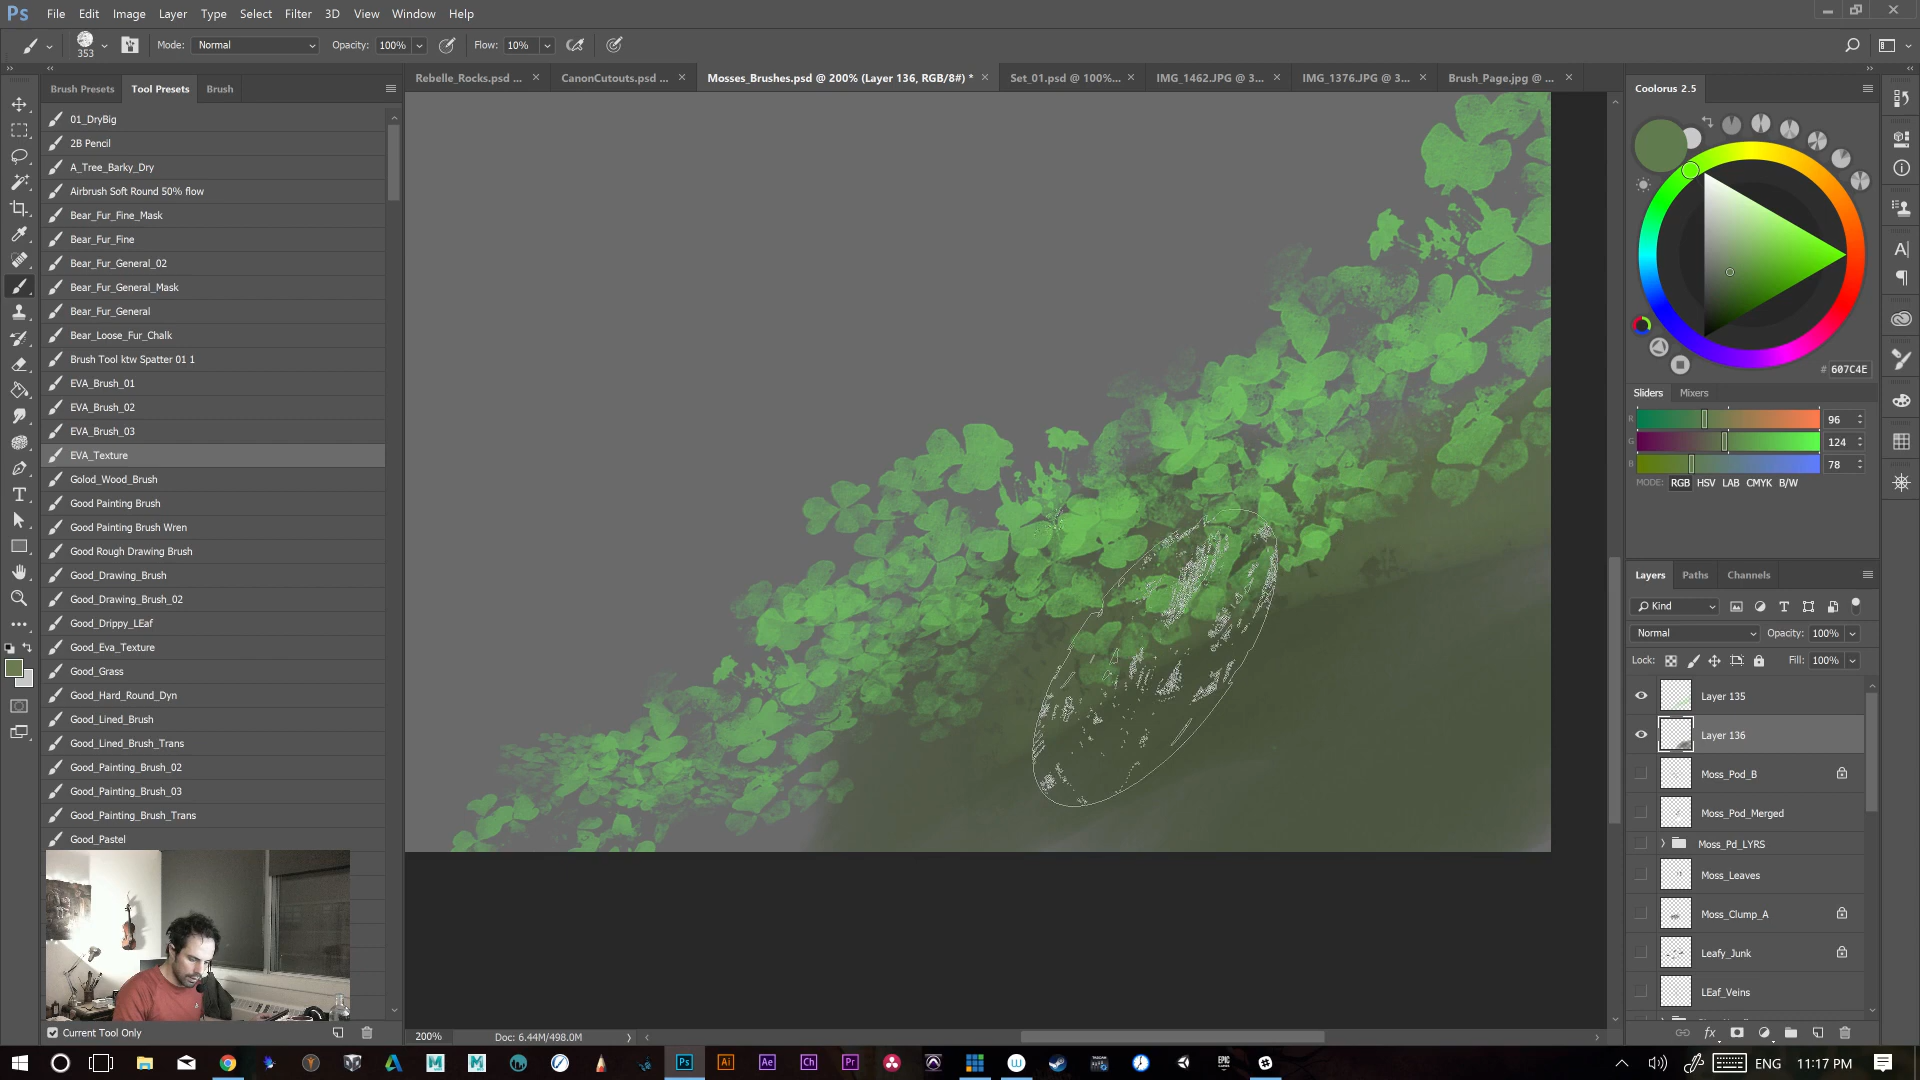 Ps File Edit Image Layer Type Select Filter 3D View Window Help
353 Mode: Normal Opacity: 100% Flow: 10%
Rebelle_Rocks.psd ... CanonCutouts.psd ... Mosses_Brushes.psd @ 200% (Layer 136, RGB/8#) * Set_01.psd @ 100%... IMG_1462.JPG @ 3... IMG_1376.JPG @ 3... Brush_Page.jpg @ ...
Brush Presets Tool Presets Brush
01_DryBig
2B Pencil
A_Tree_Barky_Dry
Airbrush Soft Round 50% flow
Bear_Fur_Fine_Mask
Bear_Fur_Fine
Bear_Fur_General_02
Bear_Fur_General_Mask
Bear_Fur_General
Bear_Loose_Fur_Chalk
Brush Tool ktw Spatter 01 1
EVA_Brush_01
EVA_Brush_02
EVA_Brush_03
EVA_Texture
Golod_Wood_Brush
Good Painting Brush
Good Painting Brush Wren
Good Rough Drawing Brush
Good_Drawing_Brush
Good_Drawing_Brush_02
Good_Drippy_LEaf
Good_Eva_Texture
Good_Grass
Good_Hard_Round_Dyn
Good_Lined_Brush
Good_Lined_Brush_Trans
Good_Painting_Brush_02
Good_Painting_Brush_03
Good_Painting_Brush_Trans
Good_Pastel
Current Tool Only
200% Doc: 6.44M/498.0M
Coolorus 2.5
# 607C4E
Sliders Mixers
R 96
G 124
B 78
MODE: RGB HSV LAB CMYK B/W
Layers Paths Channels
Kind
Normal Opacity: 100%
Lock: Fill: 100%
Layer 135
Layer 136
Moss_Pod_B
Moss_Pod_Merged
Moss_Pd_LYRS
Moss_Leaves
Moss_Clump_A
Leafy_Junk
LEaf_Veins
fx
Ps Ai Ae Ch Pr
ENG 11:17 PM